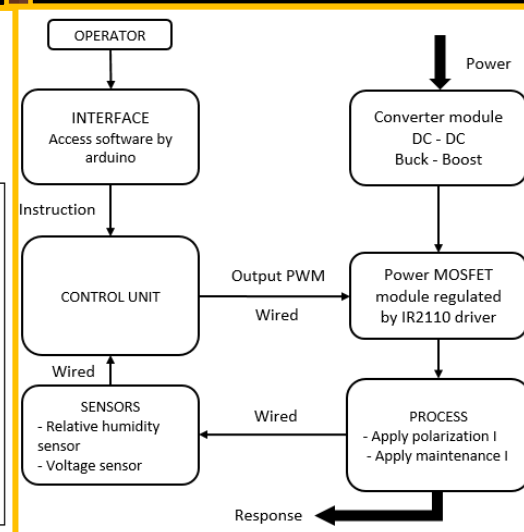 OPERATOR
INTERFACE
Access software by
arduino
Instruction
CONTROL UNIT
Wired
SENSORS
- Relative humidity
sensor
- Voltage sensor
Output PWM
Wired
Wired
Power
Converter module
DC - DC
Buck - Boost
Power MOSFET
module regulated
by IR2110 driver
PROCESS
- Apply polarization I
- Apply maintenance I
Response